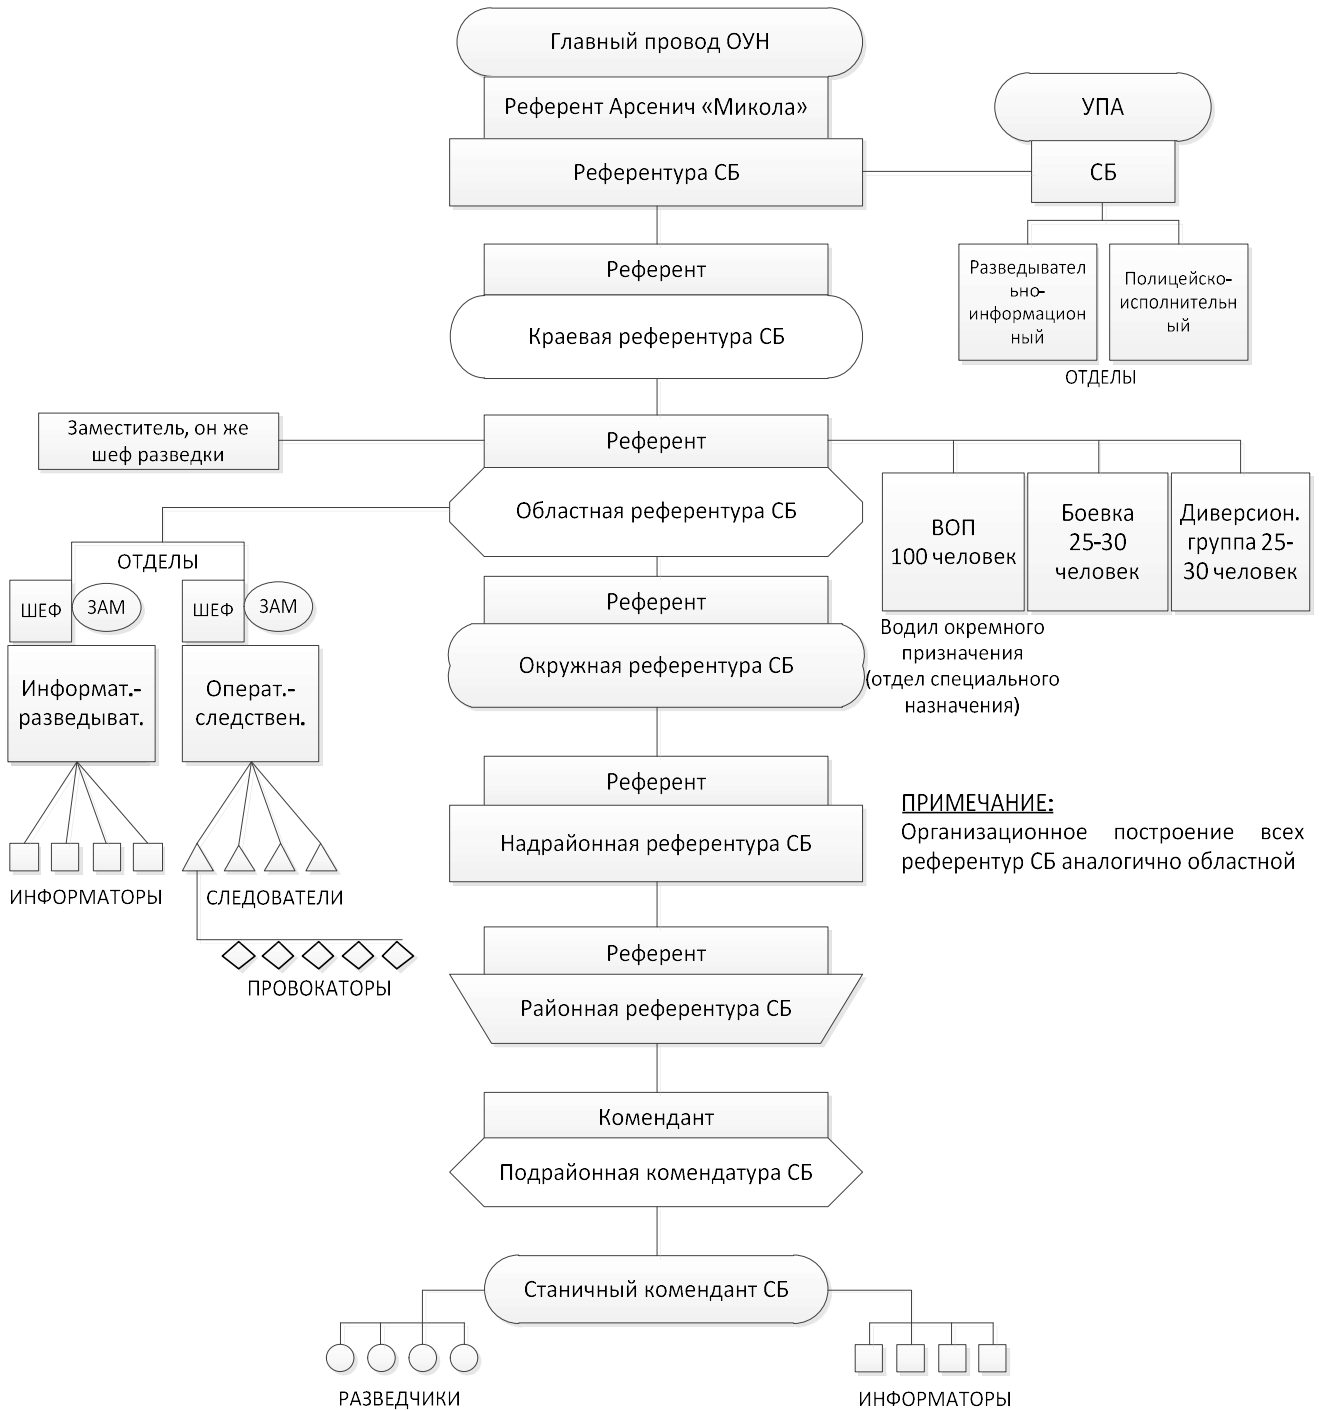 Главный провод ОУН
Референт Арсенич «Микола»
Референтура СБ
УПА
СБ
Разведывател
ьно-
информацион
ный
Полицейско-
исполнительн
ый
ОТДЕЛЫ
Референт
Краевая референтура СБ
Заместитель, он же
шеф разведки
Референт
Областная референтура СБ
ВОП
100 человек
Боевка
25-30
человек
Диверсион.
группа 25-
30 человек
Водил окремного
призначения
(отдел специального
назначения)
ОТДЕЛЫ
ШЕФ
ЗАМ
ШЕФ
ЗАМ
Информат.-
разведыват.
Операт.-
следствен.
ИНФОРМАТОРЫ
СЛЕДОВАТЕЛИ
ПРОВОКАТОРЫ
Референт
Окружная референтура СБ
Референт
Надрайонная референтура СБ
ПРИМЕЧАНИЕ:
Организационное построение всех
референтур СБ аналогично областной
Референт
Районная референтура СБ
Комендант
Подрайонная комендатура СБ
Станичный комендант СБ
РАЗВЕДЧИКИ
ИНФОРМАТОРЫ